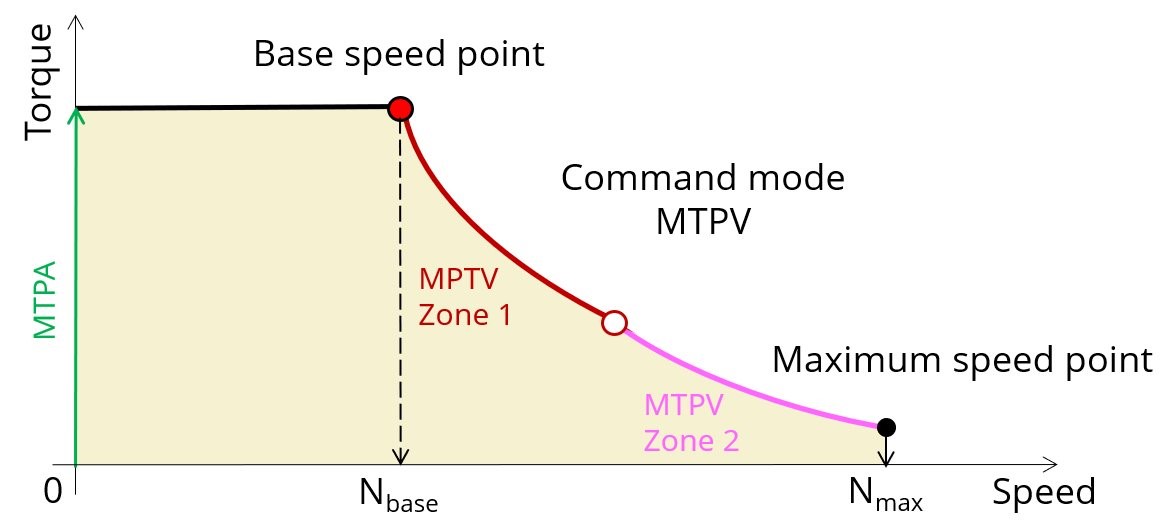 Torque
Base speed point
Command mode
MTPV
MTPA
MPTV
Zone 1
Maximum speed point
MTPV
Zone 2
0
Nbase
Nmax
Speed